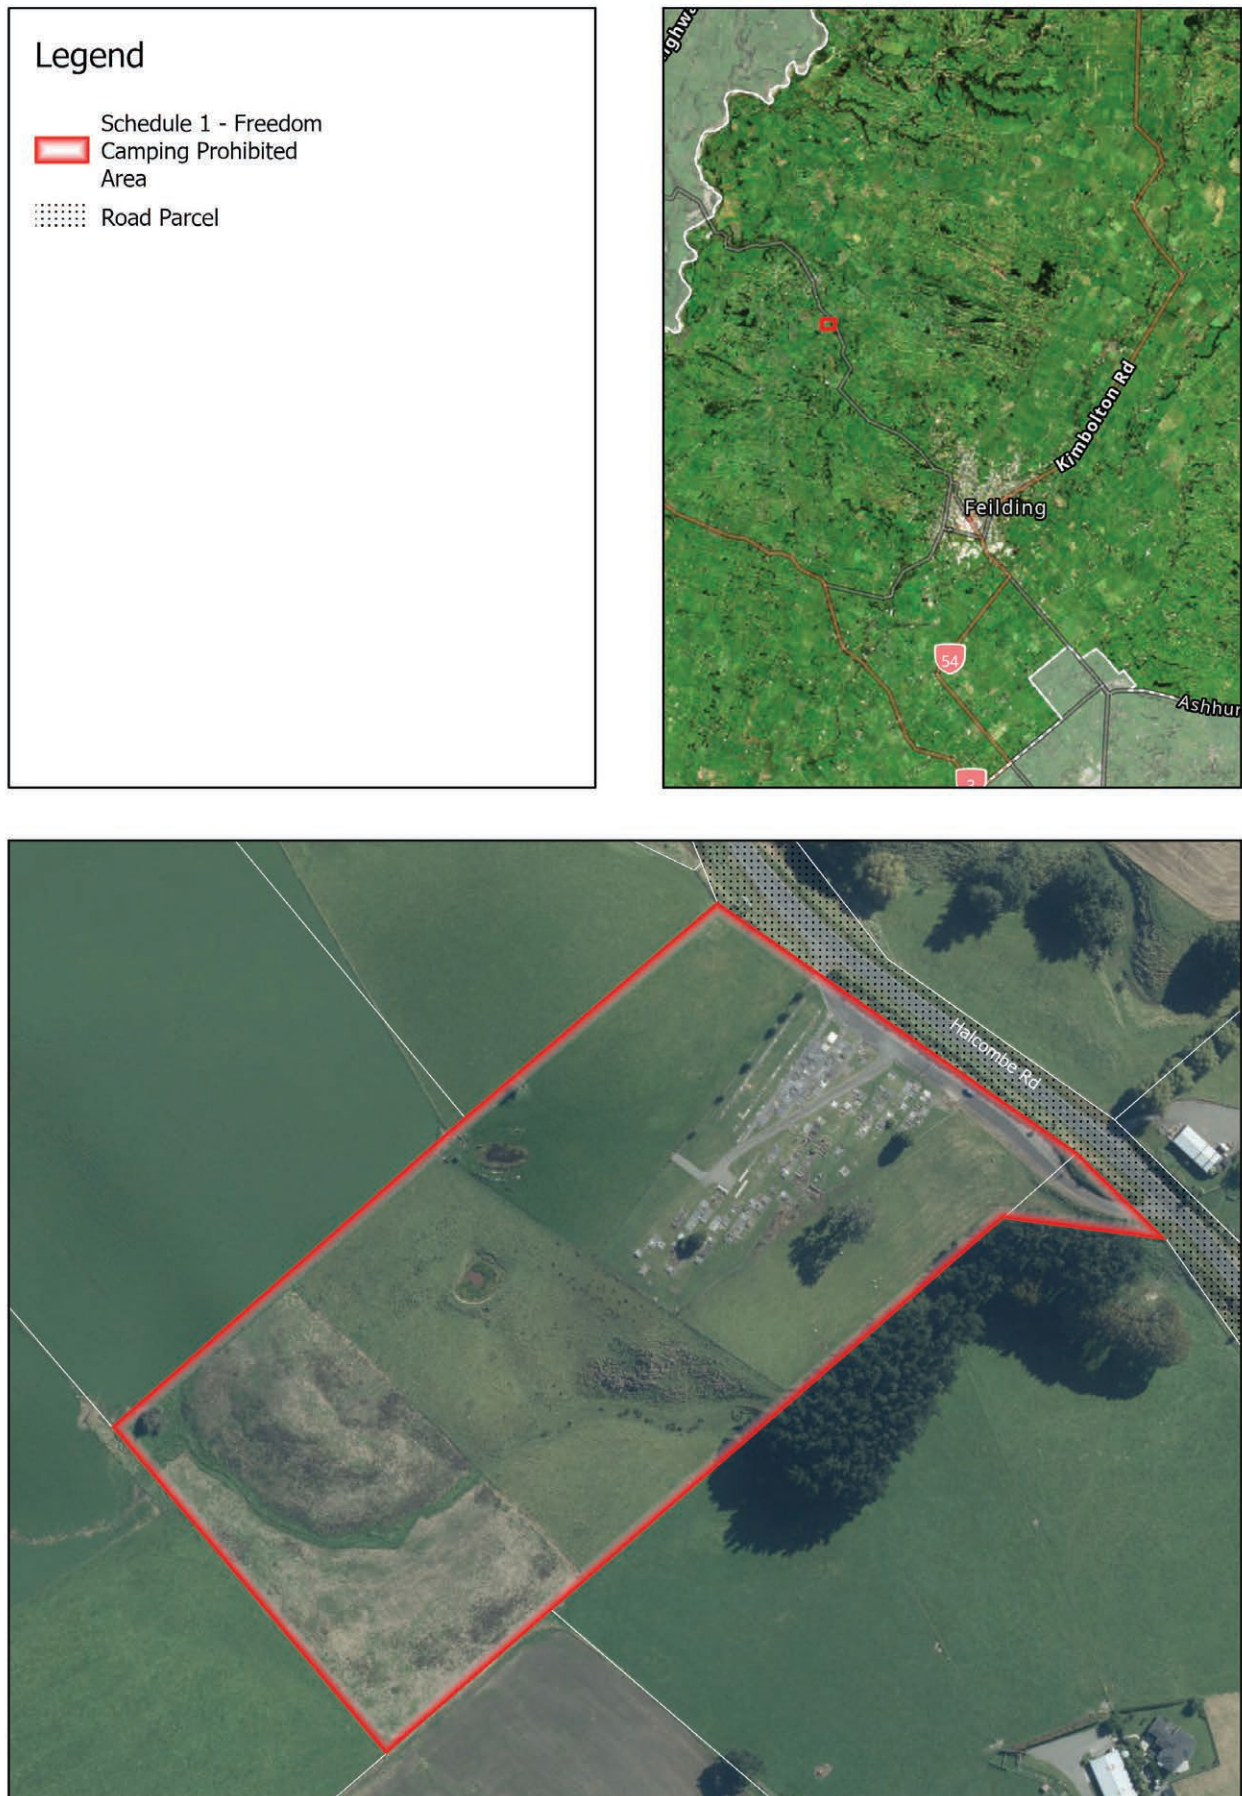 Legend
Schedule 1 - Freedom
Camping Prohibited
Area
Road Parcel
Kimbolton Rd
Feilding
54
Halcombe Rd